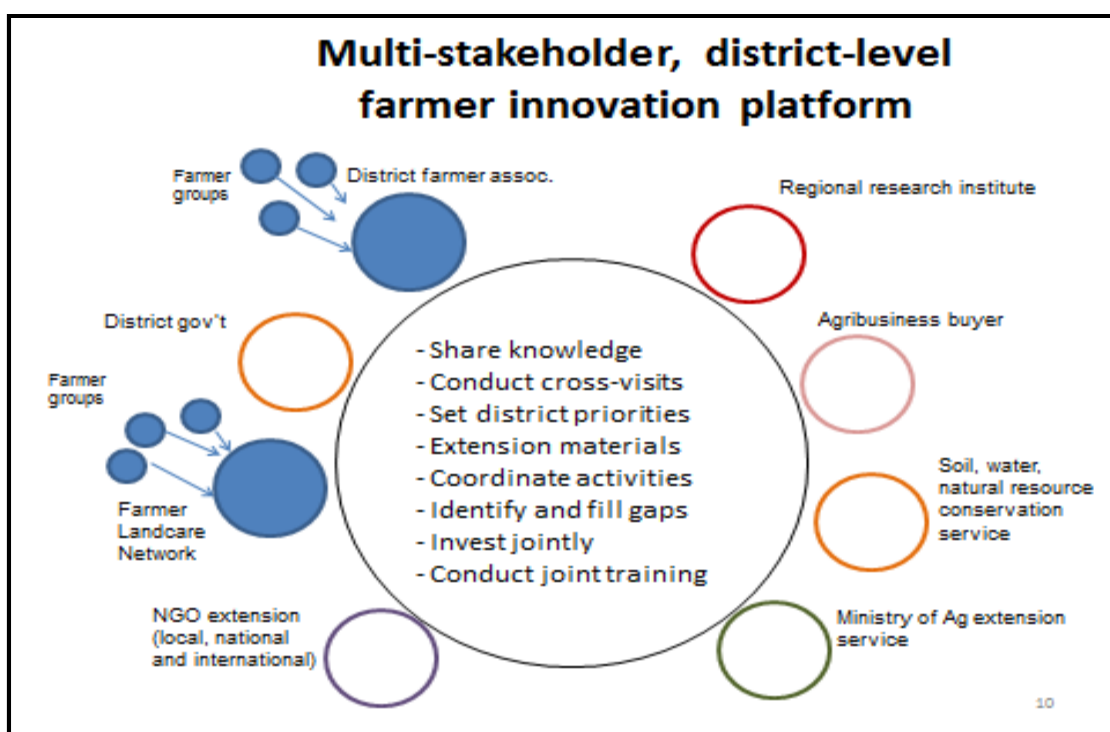 Multi-stakeholder, district-level
farmer innovation platform
Farmer
groups
District farmer assoc.
Regional research institute
District gov"t
Agribusiness buyer
- Share knowledge
- Conduct cross-visits
- Set district priorities
- Extension materials
- Coordinate activities
- Identify and fill gaps
- Invest jointly
- Conduct joint training
Farmer
groups
Farmer
Landcare
Network
Soil, water,
natural resource
conservation
service
NGO extension
(local, national
and international)
Ministry of Ag extension
service
10